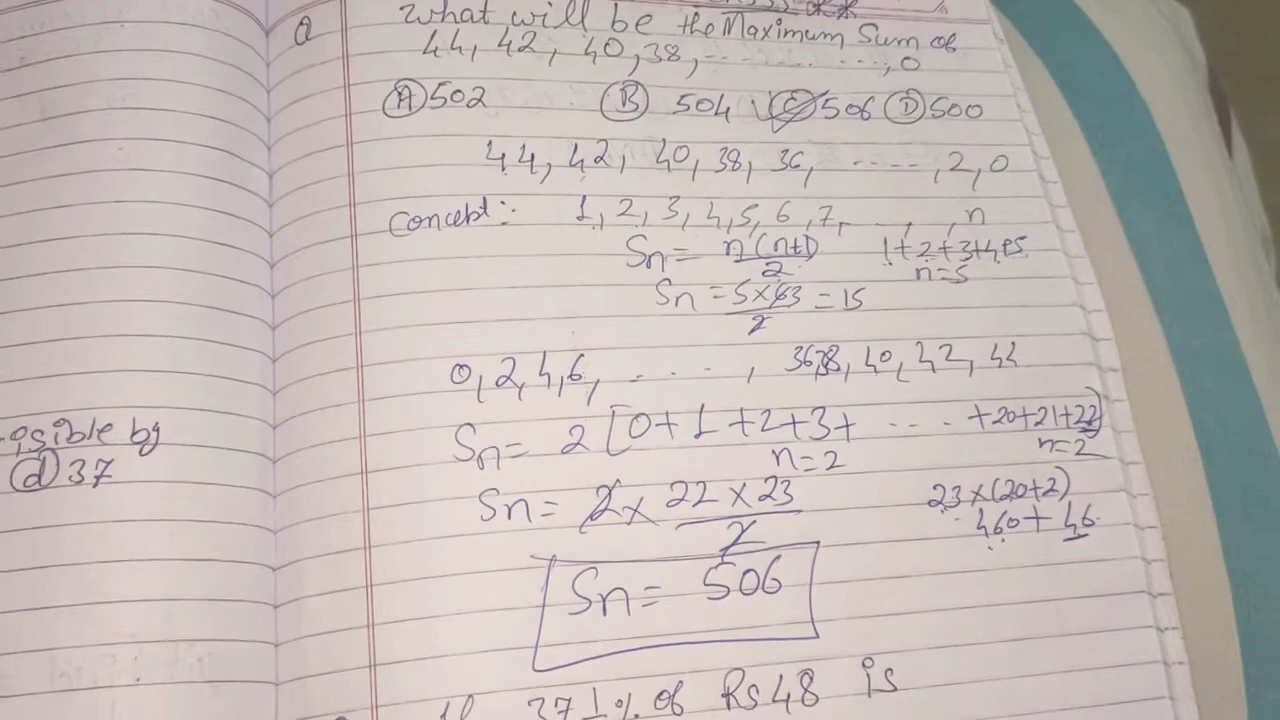 Q what will be the Maximum Sum of
44, 42, 40, 38, ............, 0
(A) 502 (B) 504 (C) 506 (D) 500
44, 42, 40, 38, 36, ....., 2, 0
Concept:- 1, 2, 3, 4, 5, 6, 7, ..., , , n
Sn = n(n+1)/2 1+2+3+4+5
n=5
Sn = 5×63/2 = 15
0, 2, 4, 6, . . . ., 36, 38, 40, 42, 44
Sn = 2 [0+1+2+3+ .... +20+21+22]
n=2 n=2
Sn = 2× 22×23/2 23×(20+2)
460+46
Sn = 506
isible by
(d) 37
37 1 % of Rs 48 is